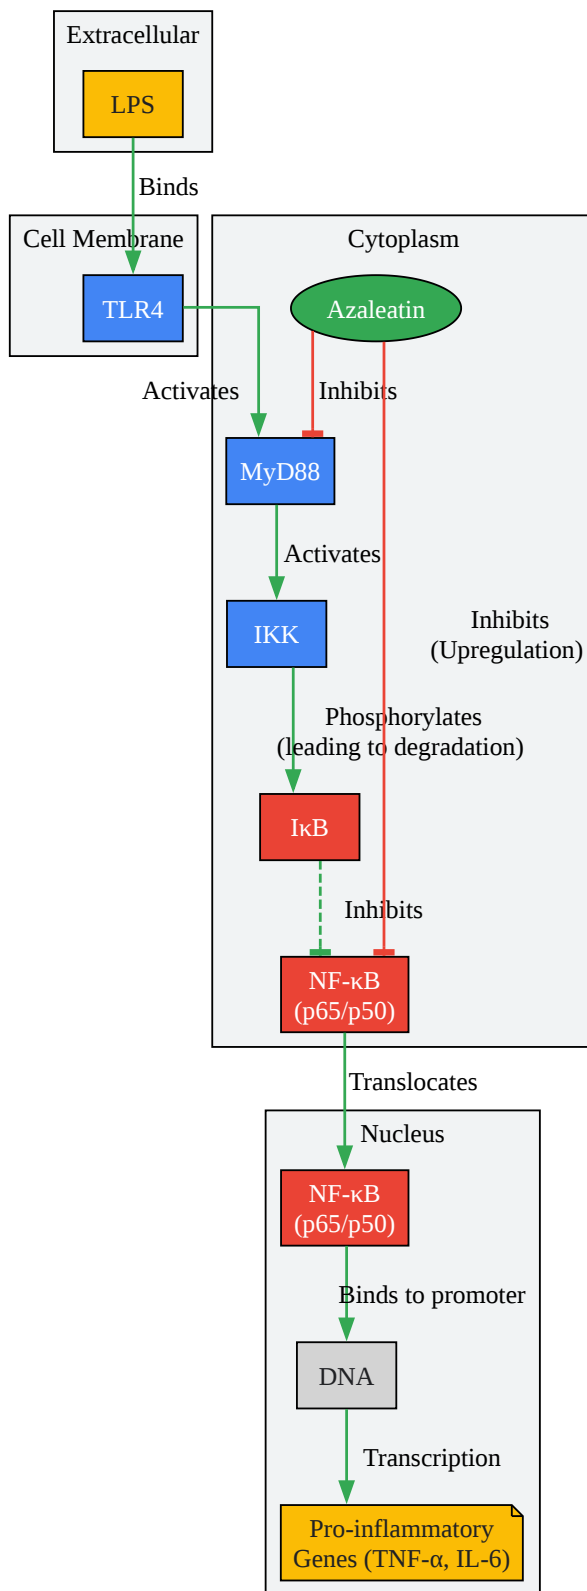 Extracellular
LPS
Binds
Cell Membrane
Cytoplasm
TLR4
Azaleatin
Activates
Inhibits
MyD88
Activates
IKK
Inhibits
(Upregulation)
Phosphorylates
(leading to degradation)
IκB
Inhibits
NF-κB
(p65/p50)
Translocates
Nucleus
NF-κB
(p65/p50)
Binds to promoter
DNA
Transcription
Pro-inflammatory
Genes (TNF-α, IL-6)